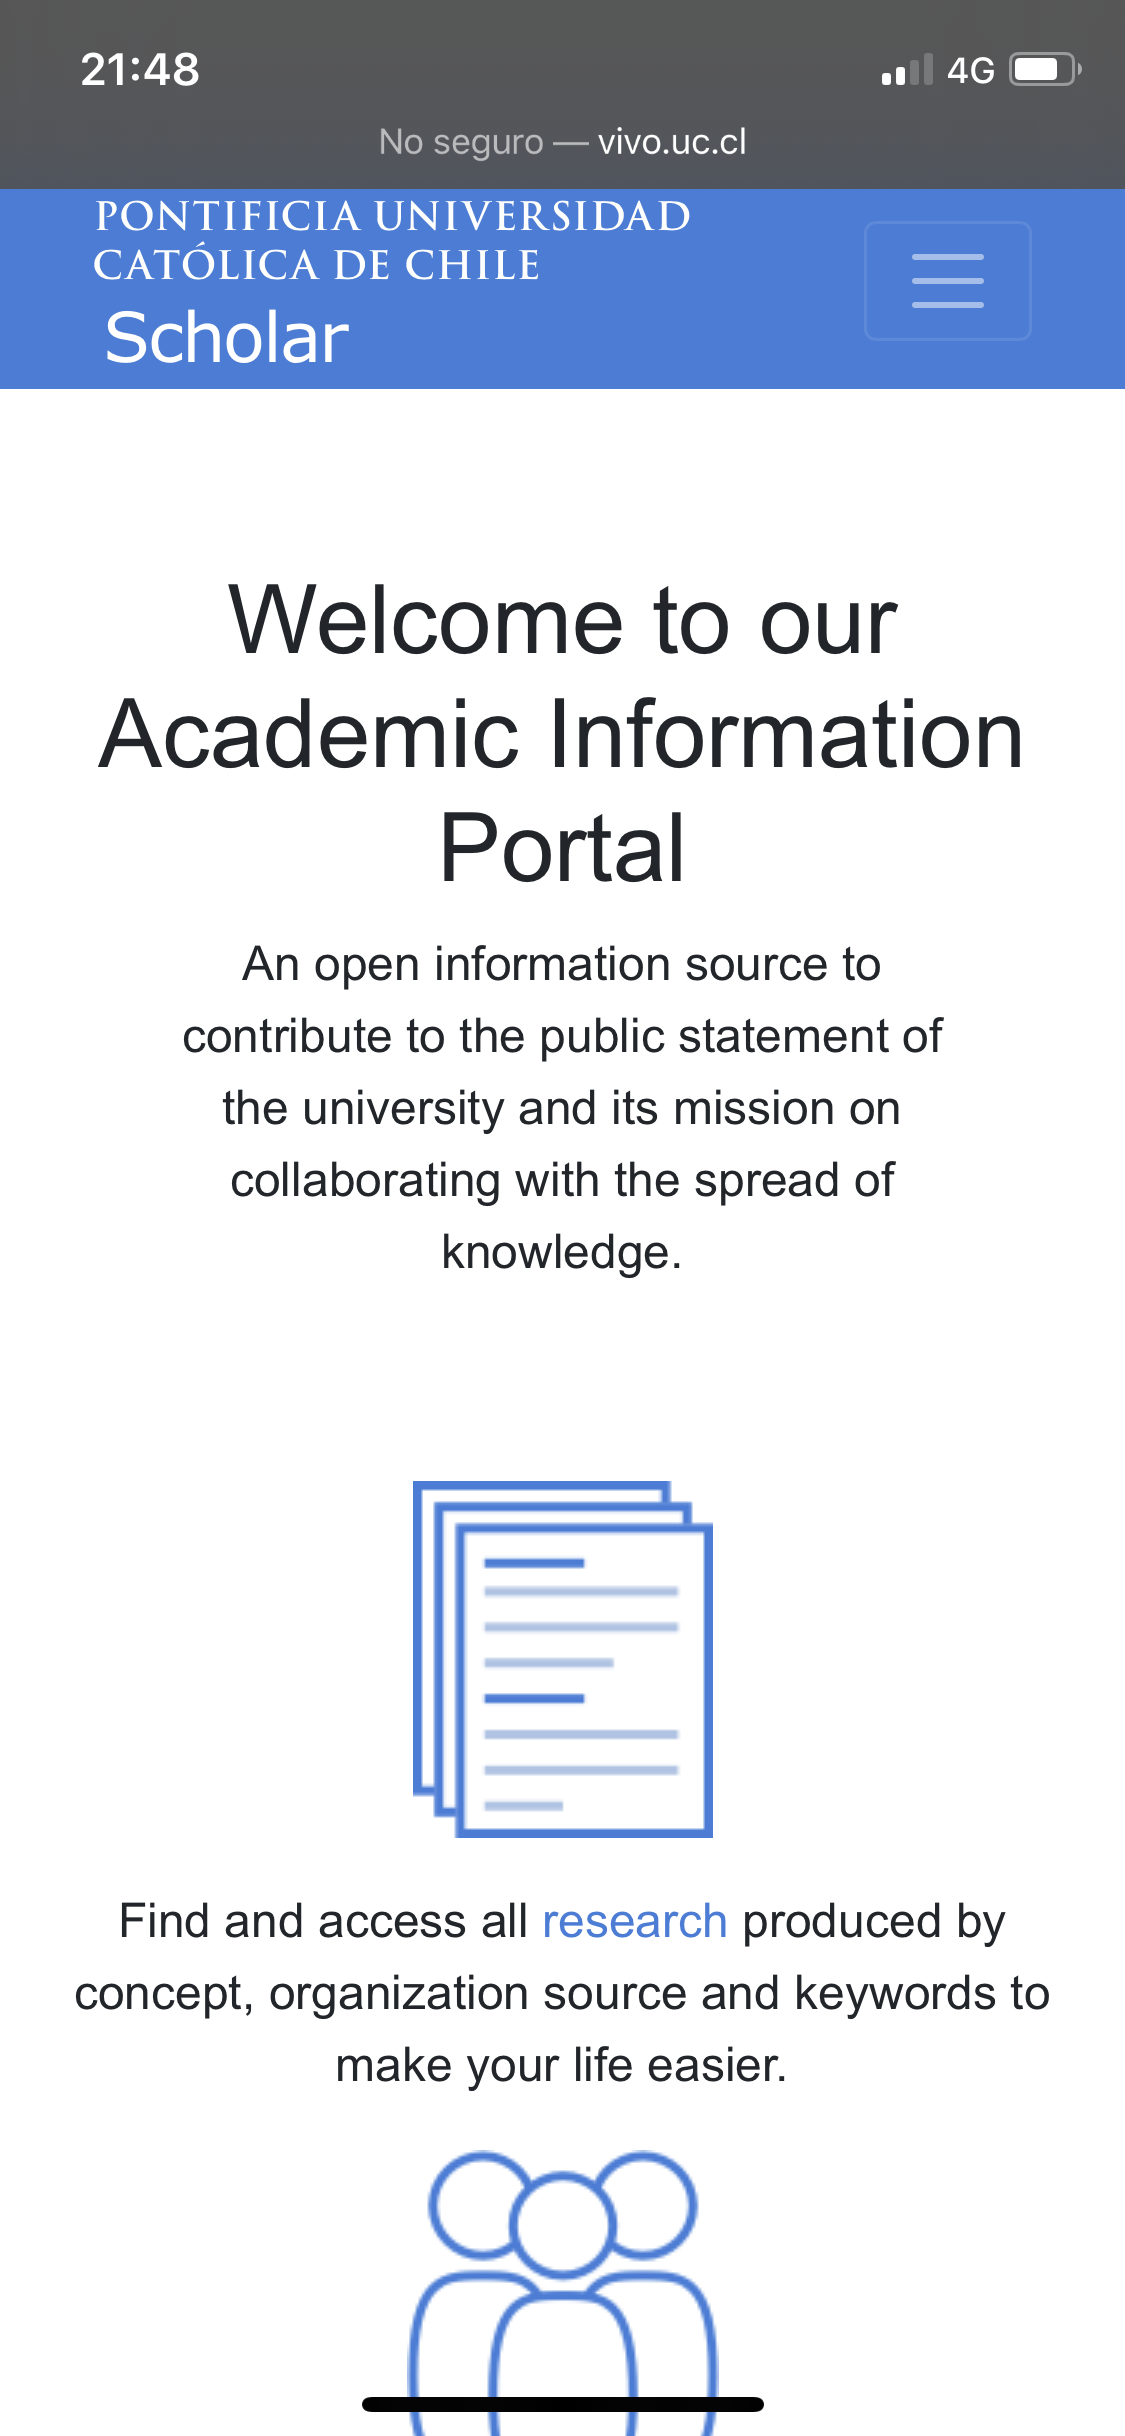 21:48
4G
No seguro — vivo.uc.cl
PONTIFICIA UNIVERSIDAD
CATÓLICA DE CHILE
Scholar
Welcome to our
Academic Information
Portal
An open information source to
contribute to the public statement of
the university and its mission on
collaborating with the spread of
knowledge.
Find and access all research produced by
concept, organization source and keywords to
make your life easier.